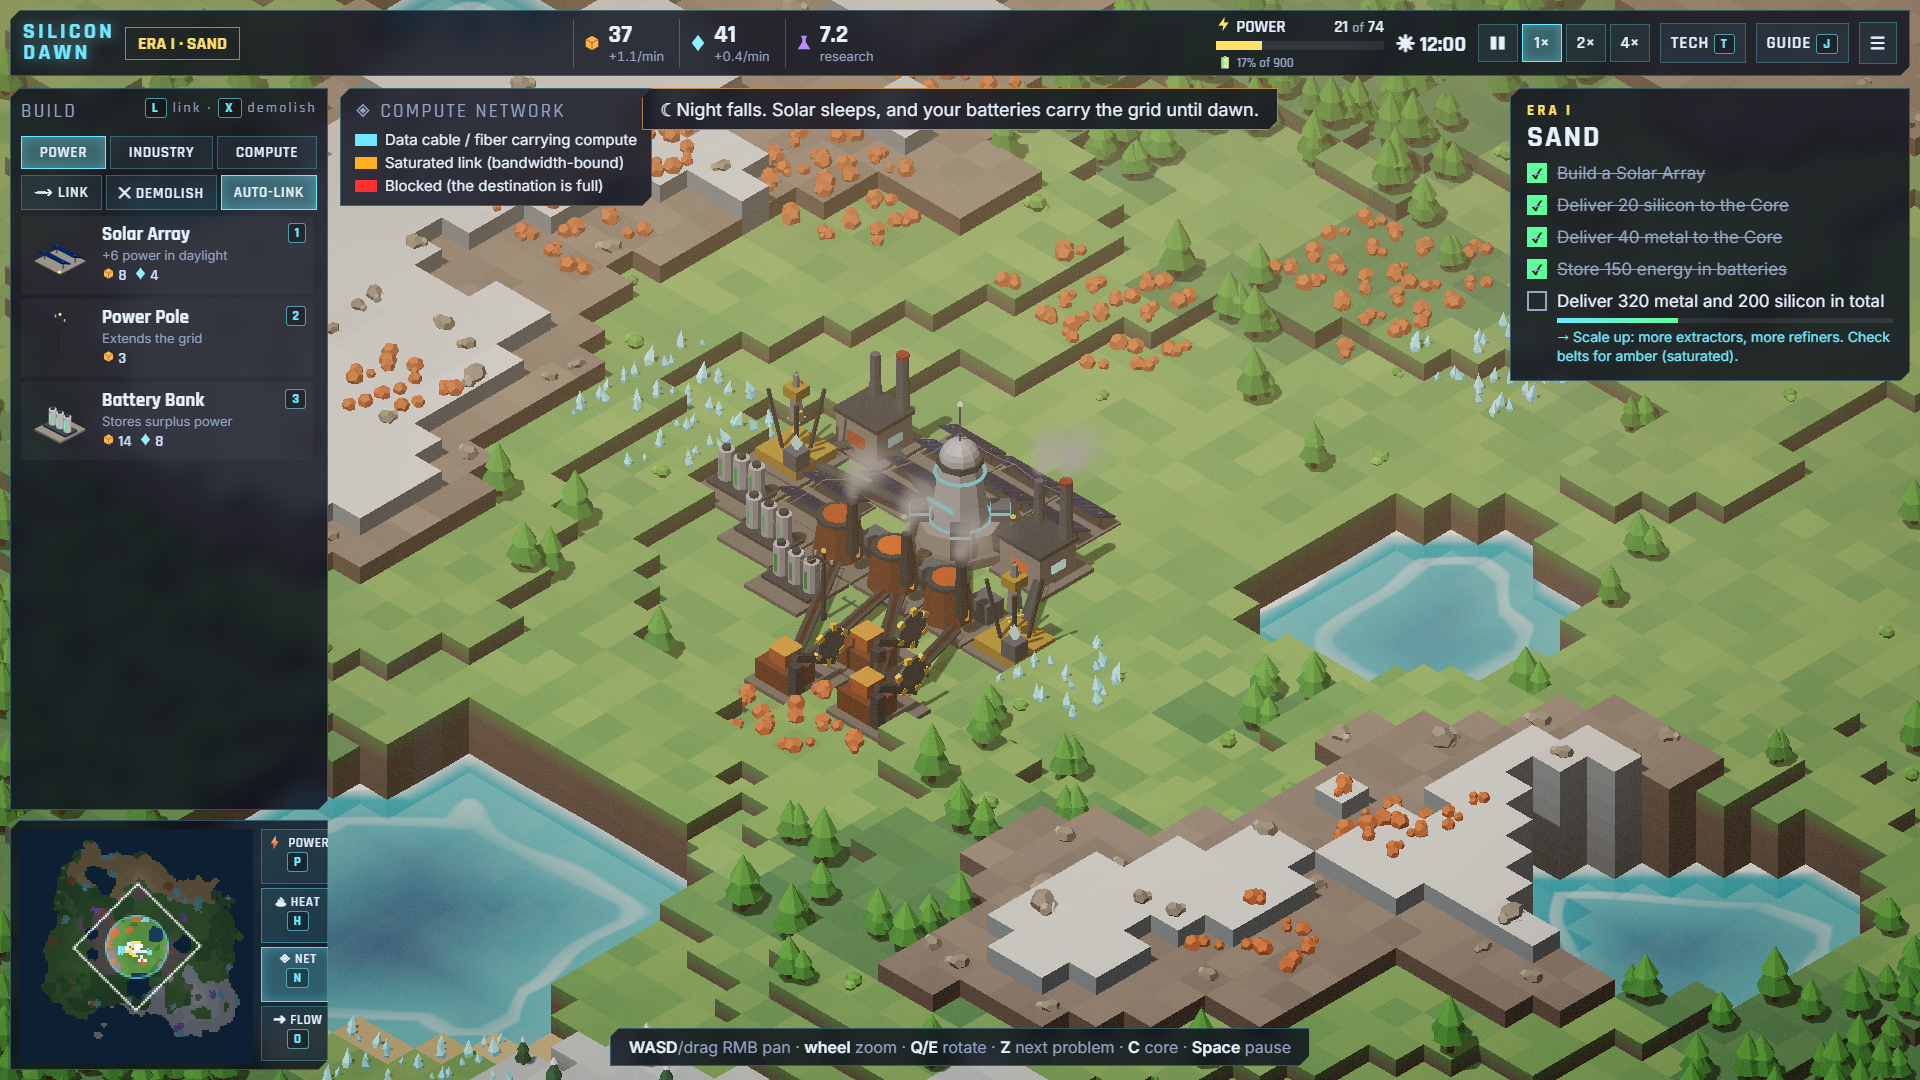 SILICON
DAWN
ERA I · SAND
37
+1.1/min
41
+0.4/min
7.2
research
POWER 21 of 74
17% of 900
12:00
1×
2×
4×
TECH T
GUIDE J
BUILD
L link · X demolish
POWER
INDUSTRY
COMPUTE
LINK
DEMOLISH
AUTO-LINK
Solar Array 1
+6 power in daylight
8 4
Power Pole 2
Extends the grid
3
Battery Bank 3
Stores surplus power
14 8
COMPUTE NETWORK
Data cable / fiber carrying compute
Saturated link (bandwidth-bound)
Blocked (the destination is full)
Night falls. Solar sleeps, and your batteries carry the grid until dawn.
ERA I
SAND
Build a Solar Array
Deliver 20 silicon to the Core
Deliver 40 metal to the Core
Store 150 energy in batteries
Deliver 320 metal and 200 silicon in total
→ Scale up: more extractors, more refiners. Check
belts for amber (saturated).
POWER
P
HEAT
H
NET
N
FLOW
O
WASD/drag RMB pan · wheel zoom · Q/E rotate · Z next problem · C core · Space pause